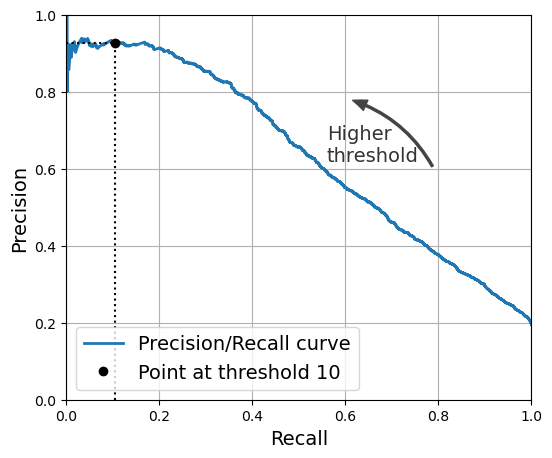 1.0
0.8
0.6
0.4
0.2
0.0
Precision
Higher
threshold
Precision/Recall curve
Point at threshold 10
0.0 0.2 0.4 0.6 0.8 1.0
Recall